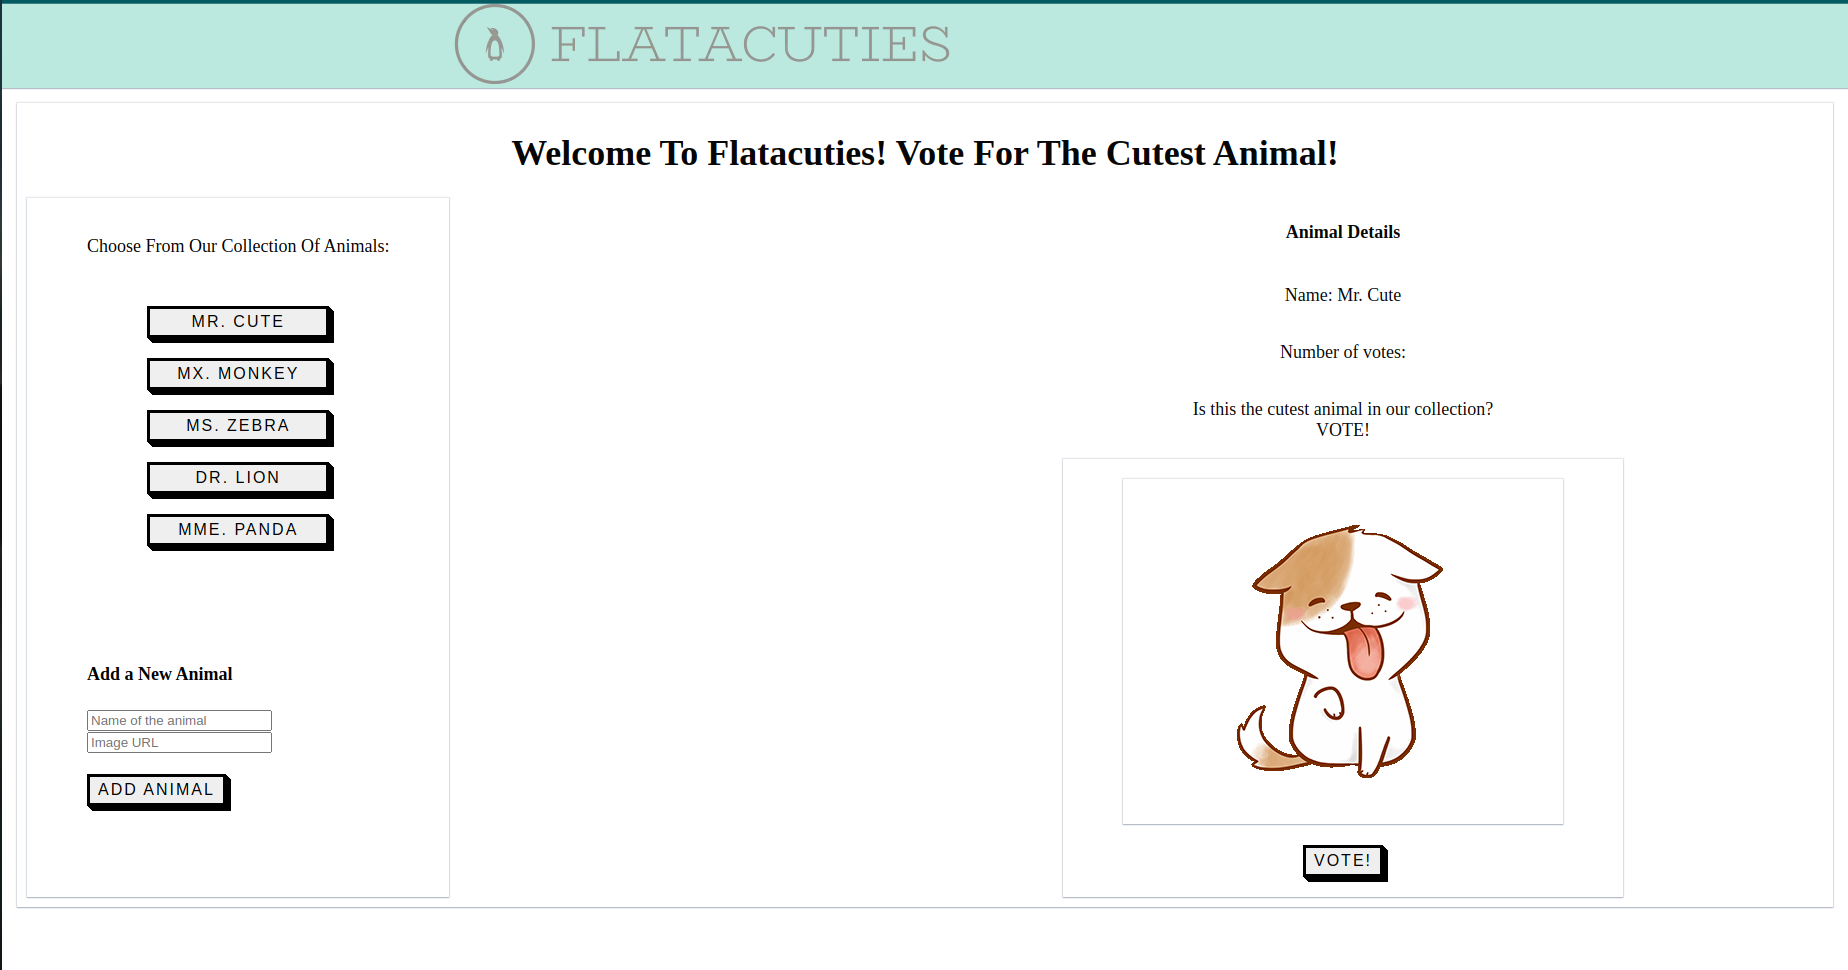 FLATACUTIES
Welcome To Flatacuties! Vote For The Cutest Animal!
Choose From Our Collection Of Animals:
MR. CUTE
MX. MONKEY
MS. ZEBRA
DR. LION
MME. PANDA
Add a New Animal
Name of the animal
Image URL
ADD ANIMAL
Animal Details
Name: Mr. Cute
Number of votes:
Is this the cutest animal in our collection?
VOTE!
VOTE!